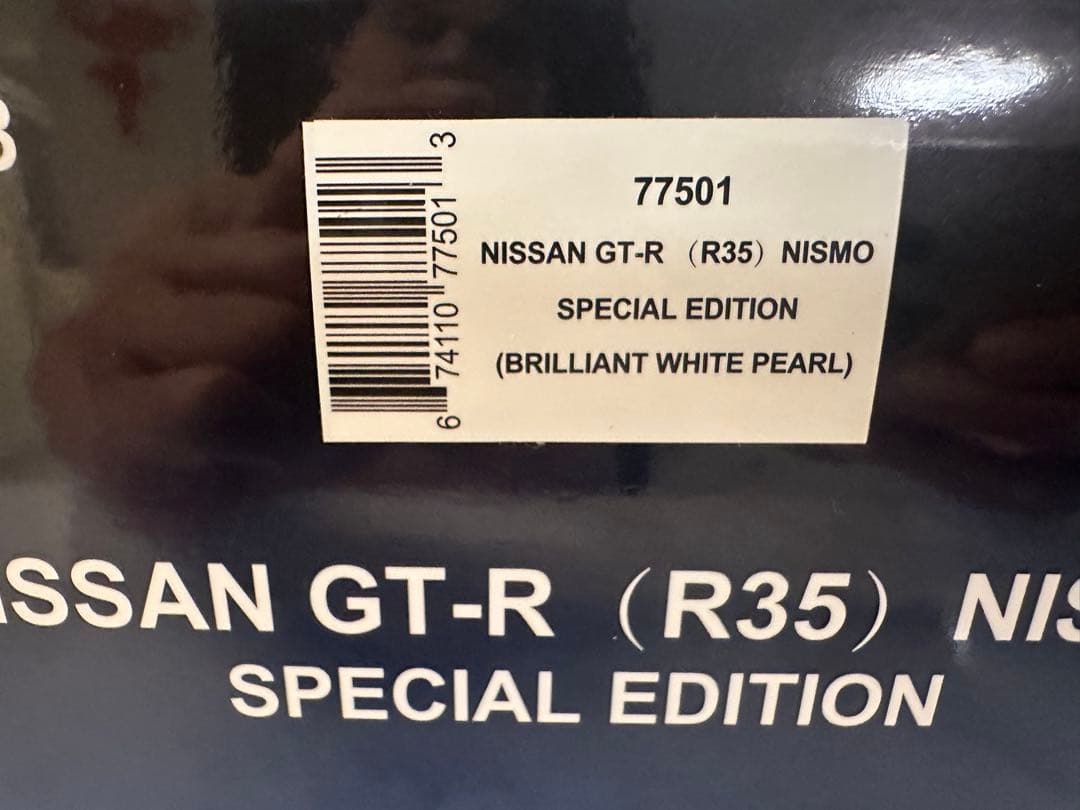 77501
NISSAN GT-R （R35） NISMO
SPECIAL EDITION
(BRILLIANT WHITE PEARL)
6 74110 77501 3
SSAN GT-R （R35） NIS
SPECIAL EDITION